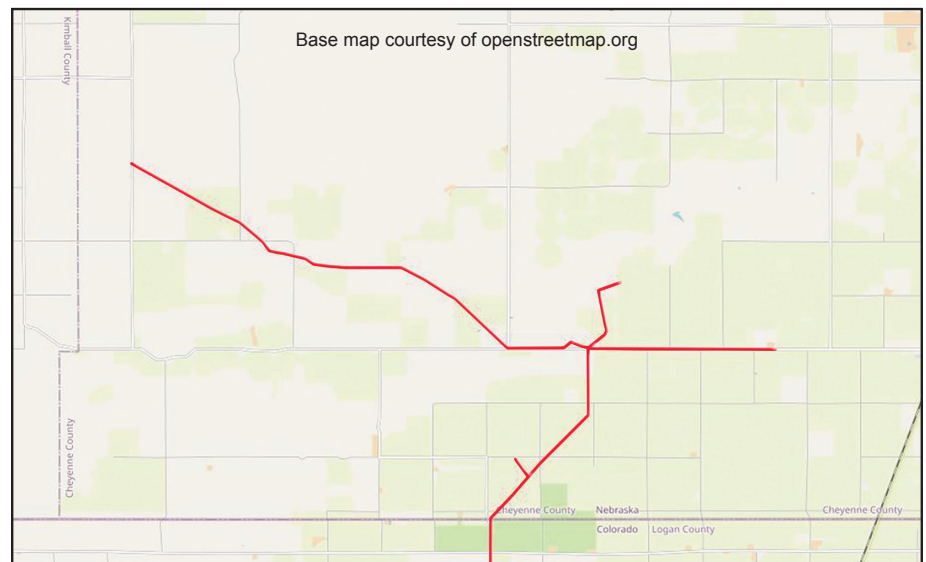 Base map courtesy of openstreetmap.org
Kimball County
Cheyenne County
Cheyenne County Nebraska
Cheyenne County
Colorado Logan County